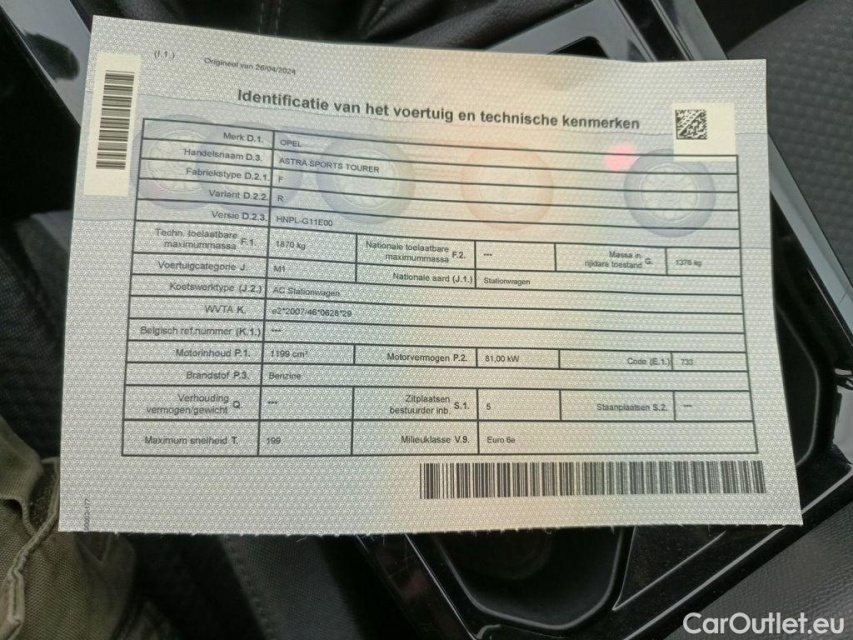 (I.1.)
Origineel van 26/04/2024
Identificatie van het voertuig en technische kenmerken
Merk D.1. OPEL
Handelsnaam D.3. ASTRA SPORTS TOURER
Fabriekstype D.2.1. F
Variant D.2.2. R
Versie D.2.3. HNPL-G11E00
Techn. toelaatbare maximummassa F.1. 1870 kg Nationale toelaatbare maximummassa F.2. --- Massa in rijdare toestand G. 1376 kg
Voertuigcategorie J. M1 Nationale aard (J.1.) Stationwagen
Koetswerktype (J.2.) AC Stationwagen
WVTA K. e2*2007/46*0628*29
Belgisch ref.nummer (K.1.) ---
Motorinhoud P.1. 1199 cm³ Motorvermogen P.2. 81,00 kW Code (E.1.) 733
Brandstof P.3. Benzine
Verhouding vermogen/gewicht Q. --- Zitplaatsen bestuurder inb. S.1. 5 Staanplaatsen S.2. ---
Maximum snelheid T. 199 Milieuklasse V.9. Euro 6e
CarOutlet.eu